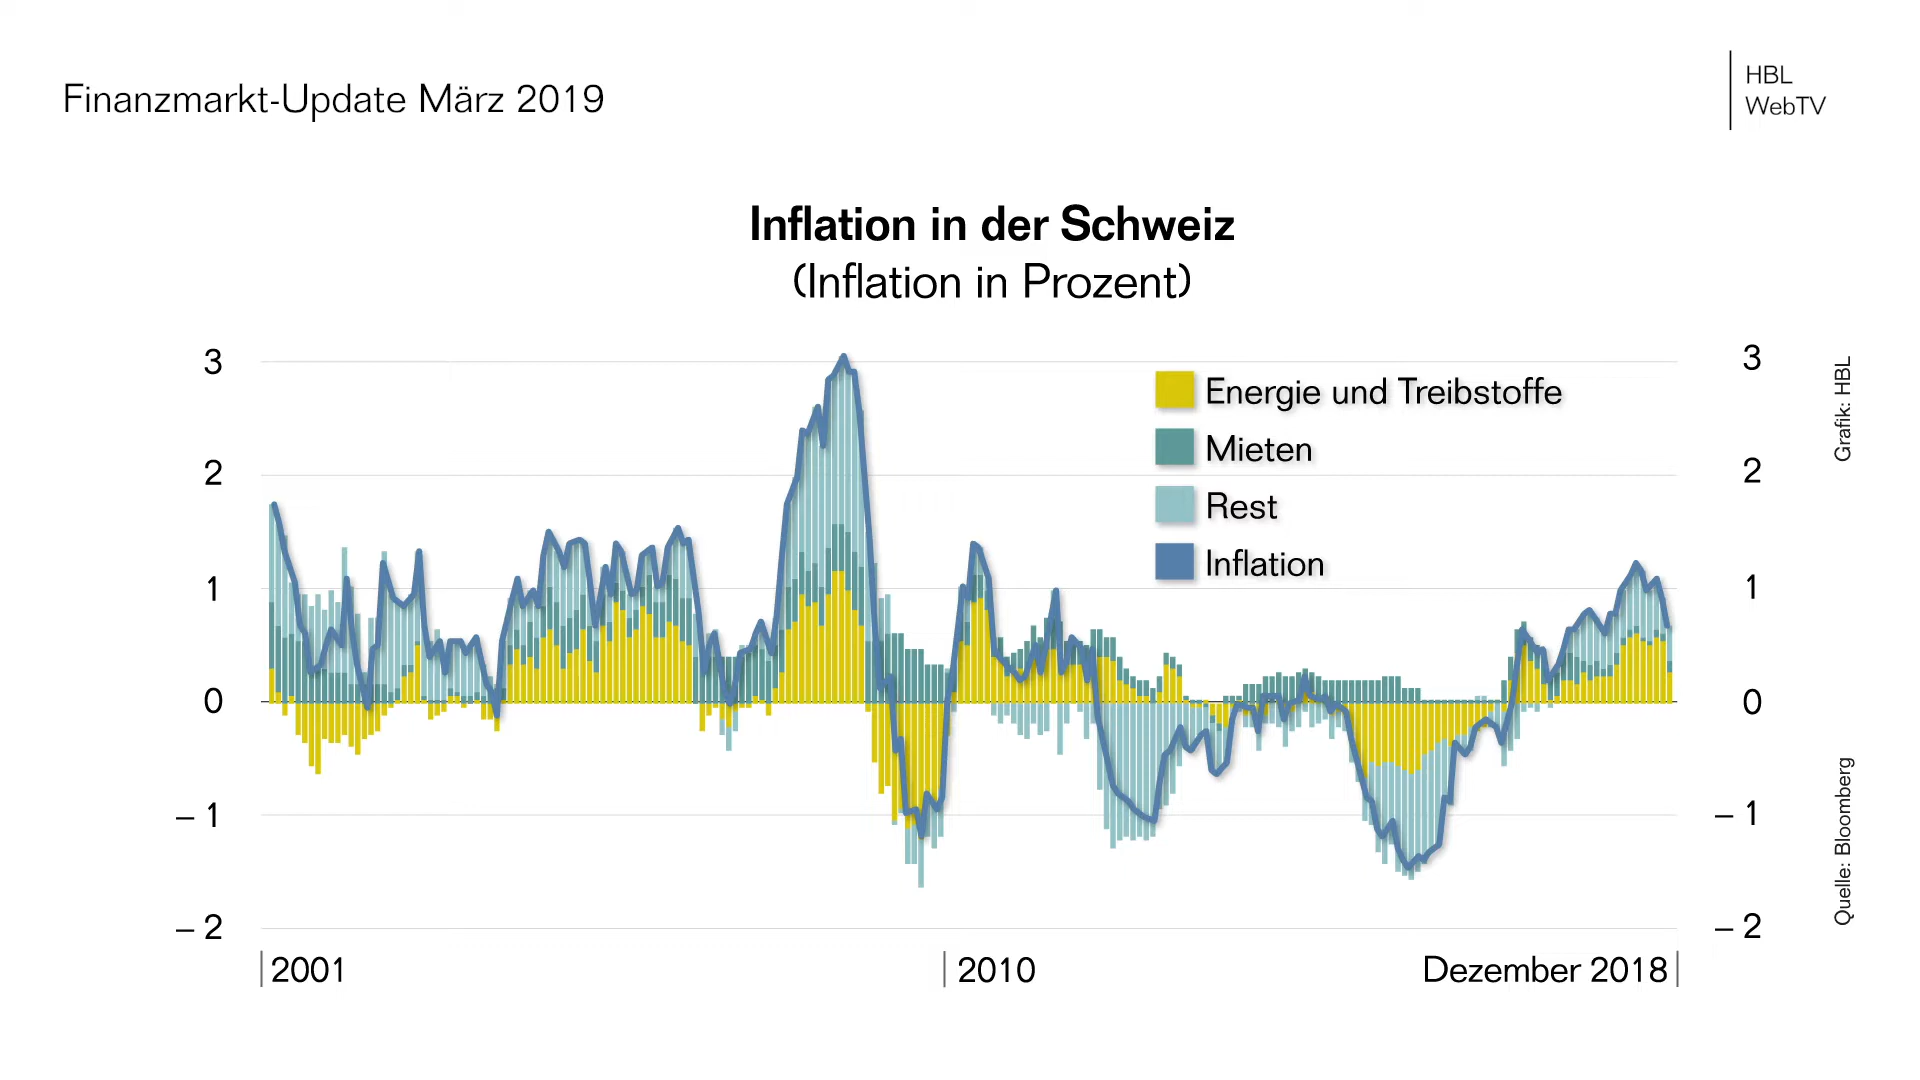 Finanzmarkt-Update März 2019
HBL
WebTV
Inflation in der Schweiz
(Inflation in Prozent)
3
2
1
0
– 1
– 2
Energie und Treibstoffe
Mieten
Rest
Inflation
3
2
1
0
– 1
– 2
2001
2010
Dezember 2018
Grafik: HBL
Quelle: Bloomberg